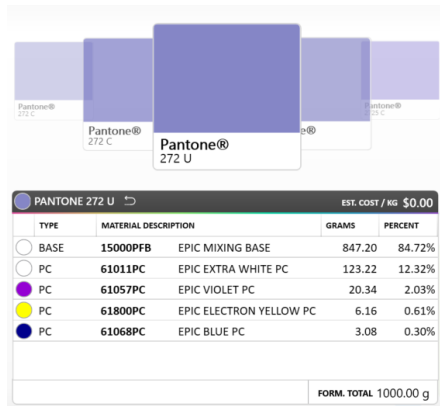 Pantone®
272 C
Pantone®
272 C
Pantone®
272 U
e®
Pantone®
PANTONE 272 U EST. COST / KG $0.00
TYPE MATERIAL DESCRIPTION GRAMS PERCENT
BASE 15000PFB EPIC MIXING BASE 847.20 84.72%
PC 61011PC EPIC EXTRA WHITE PC 123.22 12.32%
PC 61057PC EPIC VIOLET PC 20.34 2.03%
PC 61800PC EPIC ELECTRON YELLOW PC 6.16 0.61%
PC 61068PC EPIC BLUE PC 3.08 0.30%
FORM. TOTAL 1000.00 g